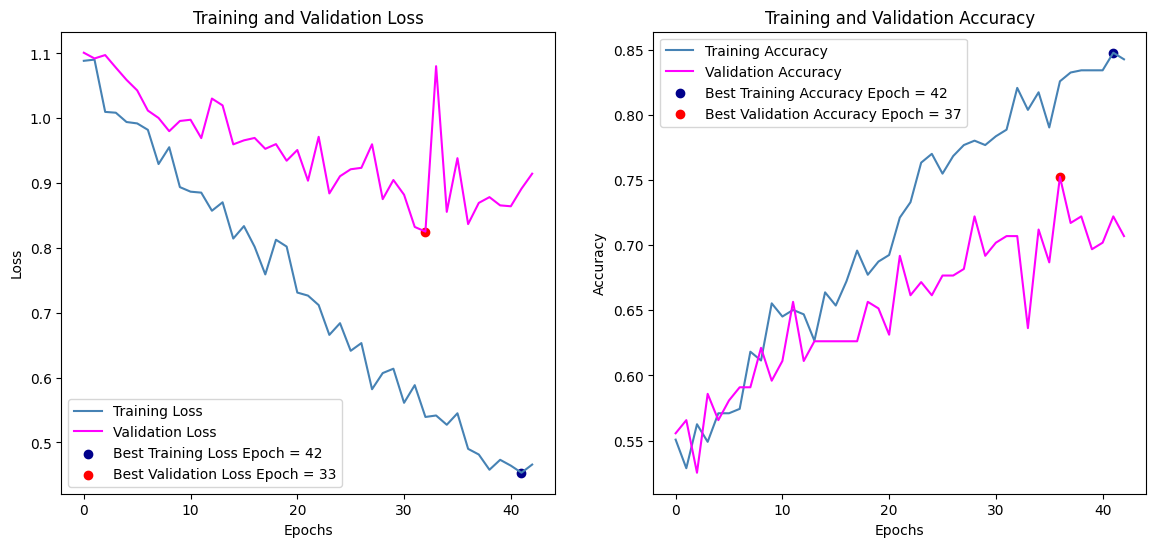 Training and Validation Loss
1.1
1.0
0.9
0.8
0.7
0.6
0.5
Loss
Training Loss
Validation Loss
Best Training Loss Epoch = 42
Best Validation Loss Epoch = 33
0
10
20
30
40
Epochs
Training and Validation Accuracy
0.85
0.80
0.75
0.70
0.65
0.60
0.55
Accuracy
Training Accuracy
Validation Accuracy
Best Training Accuracy Epoch = 42
Best Validation Accuracy Epoch = 37
0
10
20
30
40
Epochs